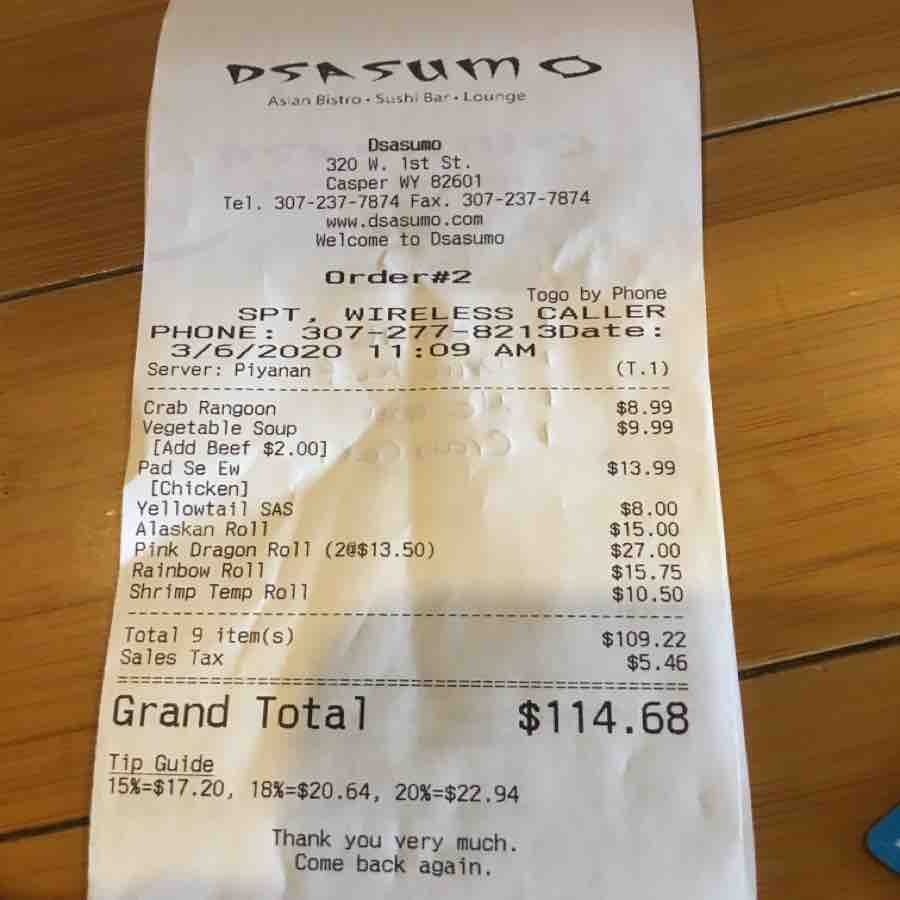 DSASUMO
Asian Bistro • Sushi Bar • Lounge
Dsasumo
320 W. 1st St.
Casper WY 82601
Tel. 307-237-7874 Fax. 307-237-7874
www.dsasumo.com
Welcome to Dsasumo
Order#2
Togo by Phone
SPT, WIRELESS CALLER
PHONE: 307-277-8213Date:
3/6/2020 11:09 AM
Server: Piyanan (T.1)
Crab Rangoon $8.99
Vegetable Soup $9.99
[Add Beef $2.00]
Pad Se Ew $13.99
[Chicken]
Yellowtail SAS $8.00
Alaskan Roll $15.00
Pink Dragon Roll (2@$13.50) $27.00
Rainbow Roll $15.75
Shrimp Temp Roll $10.50
Total 9 item(s) $109.22
Sales Tax $5.46
Grand Total $114.68
Tip Guide
15%=$17.20, 18%=$20.64, 20%=$22.94
Thank you very much.
Come back again.